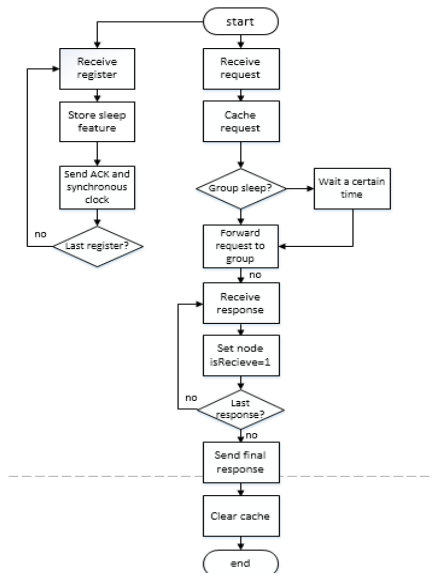 start
Receive
register
Store sleep
feature
Send ACK and
synchronous
clock
no
Last register?
Receive
request
Cache
request
Group sleep?
Wait a certain
time
Forward
request to
group
no
Receive
response
Set node
isRecieve=1
no
Last
response?
no
Send final
response
Clear cache
end